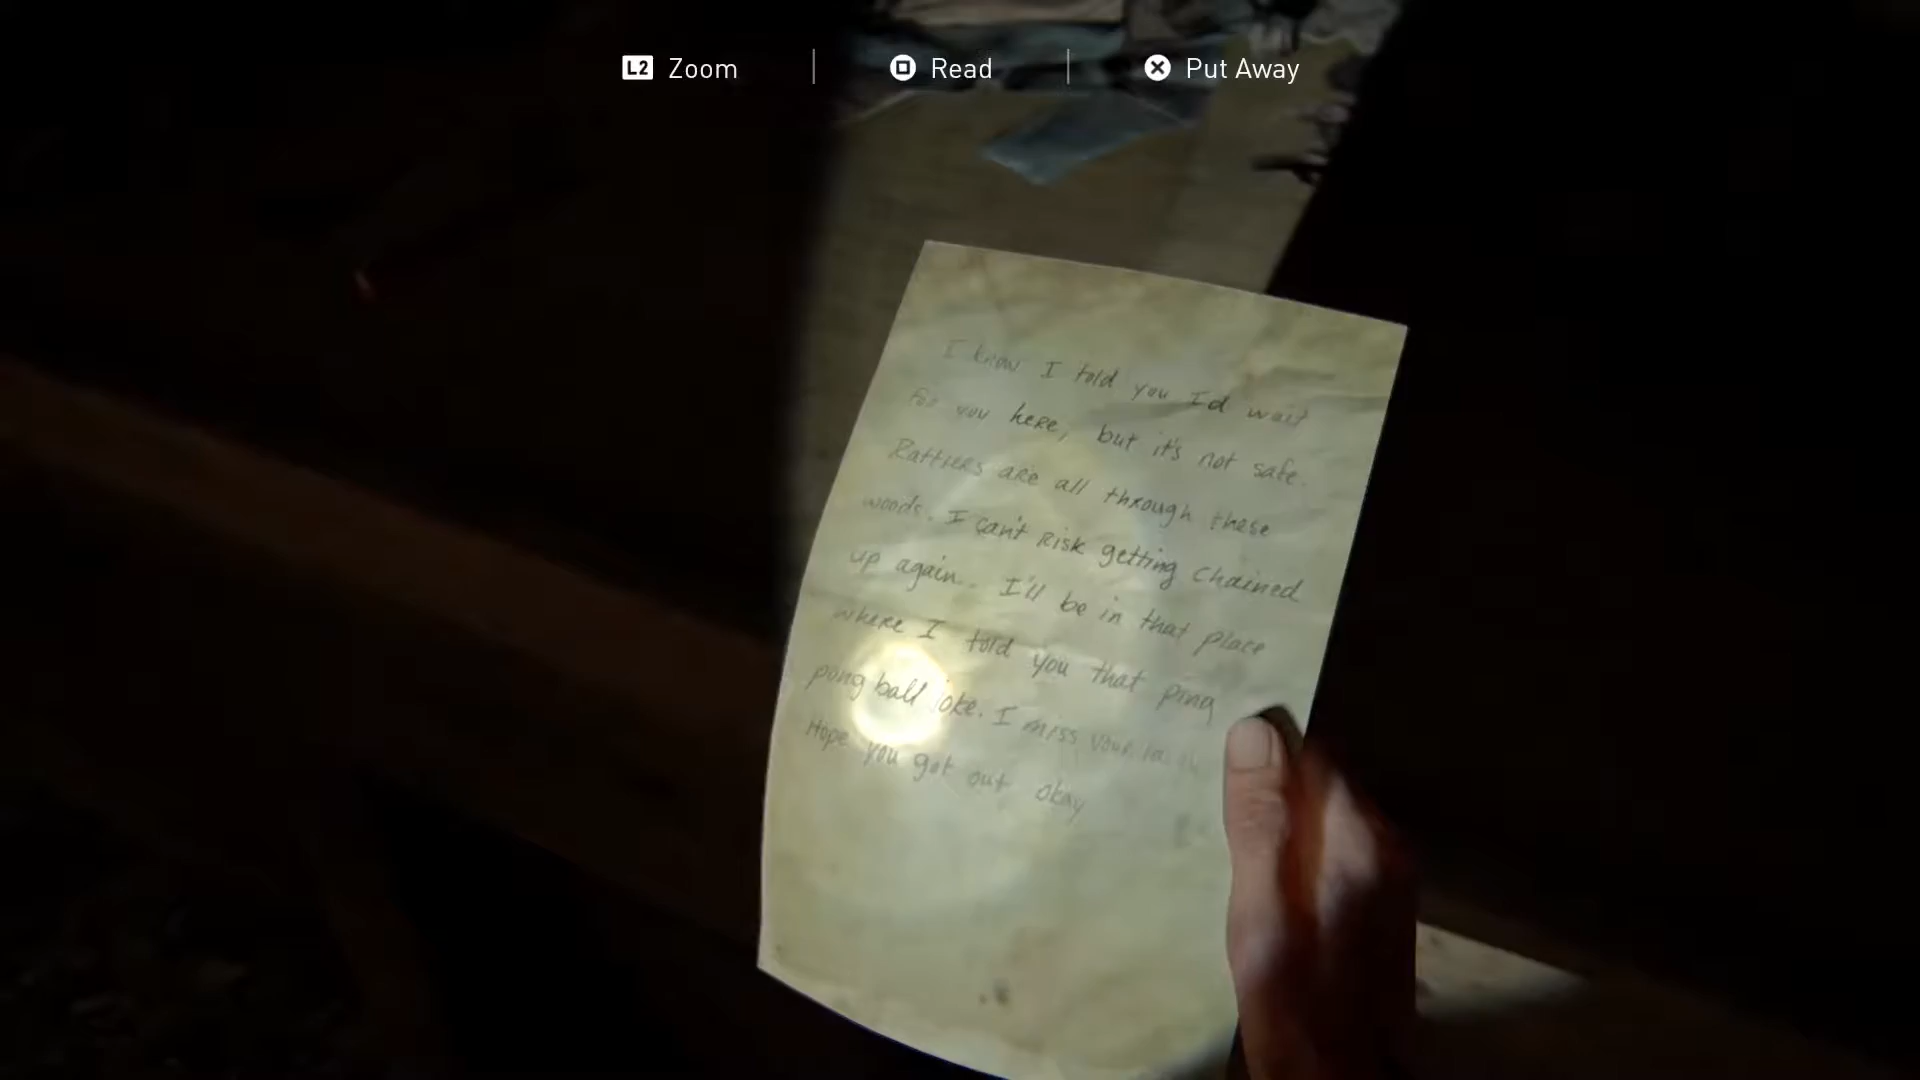 L2 Zoom | Read | Put Away
I know I told you I'd wait
for you here, but it's not safe.
Rattlers are all through these
woods. I can't risk getting chained
up again. I'll be in that place
where I told you that ping
pong ball joke. I miss your
Hope you got out okay